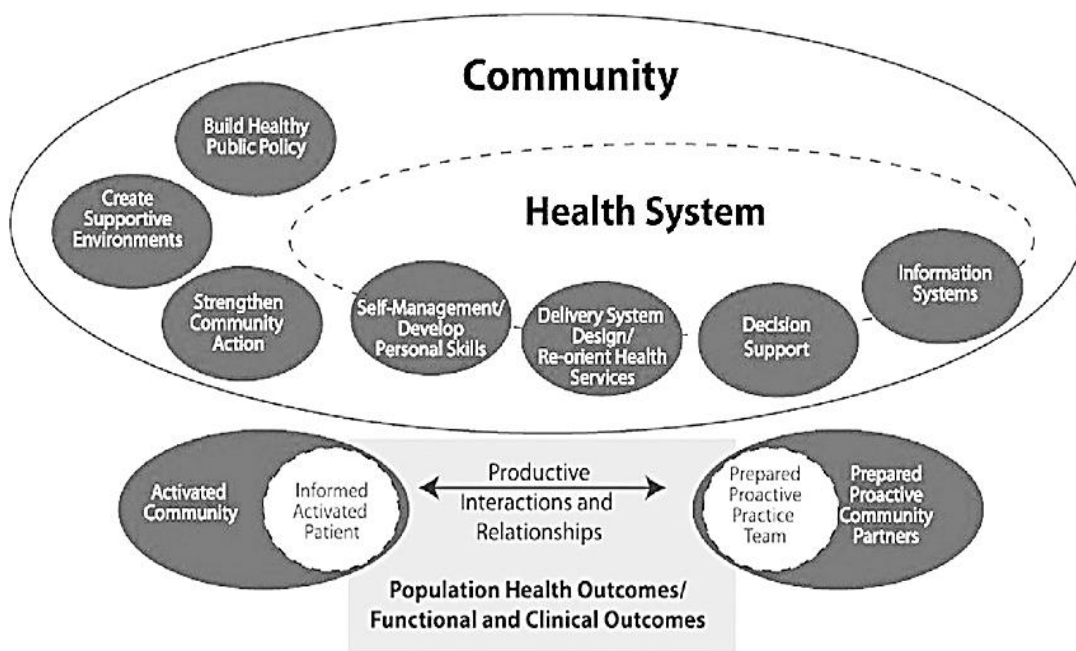 Community
Build Healthy
Public Policy
Create
Supportive
Environments
Health System
Strengthen
Community
Action
Self-Management/
Develop
Personal Skills
Delivery System
Design/
Re-orient Health
Services
Decision
Support
Information
Systems
Activated
Community
Informed
Activated
Patient
Productive
Interactions and
Relationships
Prepared
Proactive
Practice
Team
Prepared
Proactive
Community
Partners
Population Health Outcomes/
Functional and Clinical Outcomes